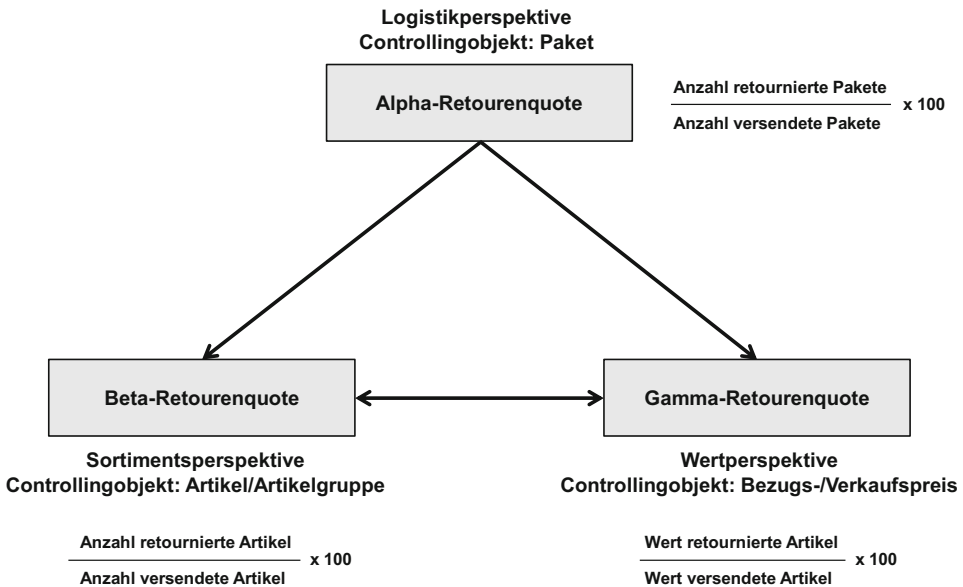 Logistikperspektive
Controllingobjekt: Paket
Alpha-Retourenquote
Anzahl retournierte Pakete
x 100
Anzahl versendete Pakete
Beta-Retourenquote
Gamma-Retourenquote
Sortimentsperspektive
Controllingobjekt: Artikel/Artikelgruppe
Wertperspektive
Controllingobjekt: Bezugs-/Verkaufspreis
Anzahl retournierte Artikel
x 100
Anzahl versendete Artikel
Wert retournierte Artikel
x 100
Wert versendete Artikel